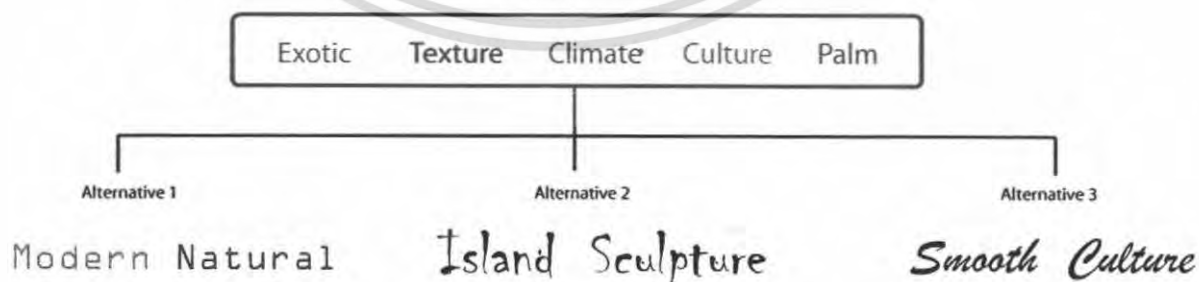 Exotic Texture Climate Culture Palm
Alternative 1 Alternative 2 Alternative 3
Modern Natural Island Sculpture Smooth Culture